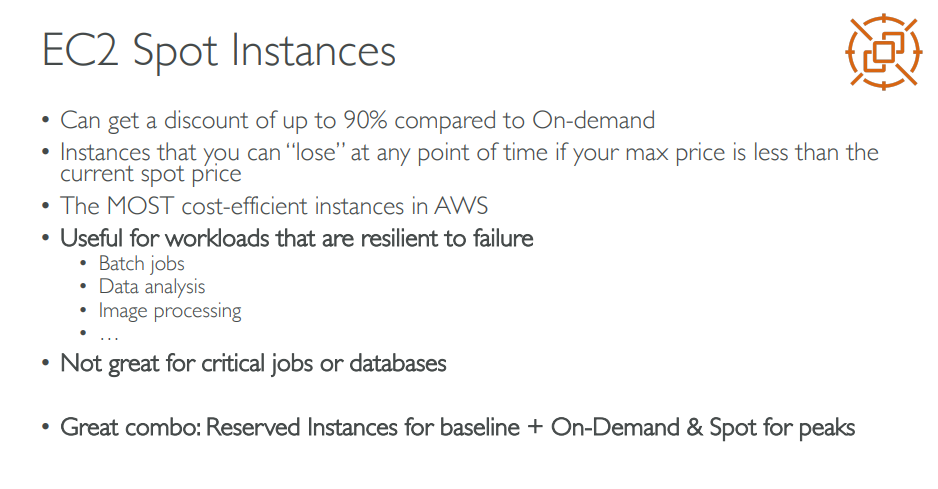 EC2 Spot Instances
• Can get a discount of up to 90% compared to On-demand
• Instances that you can “lose” at any point of time if your max price is less than the
current spot price
• The MOST cost-efficient instances in AWS
• Useful for workloads that are resilient to failure
• Batch jobs
• Data analysis
• Image processing
• …
• Not great for critical jobs or databases
• Great combo: Reserved Instances for baseline + On-Demand & Spot for peaks